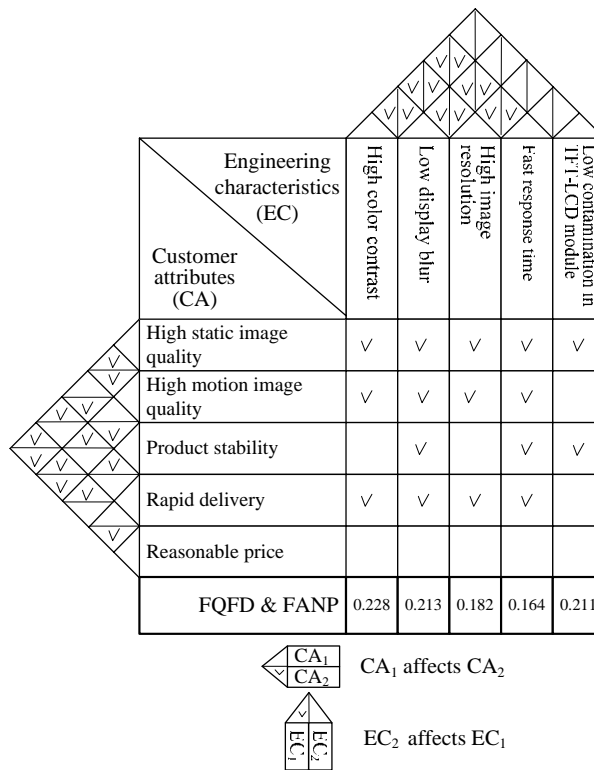 Engineering
characteristics
(EC)
Customer
attributes
(CA)
High color contrast
Low display blur
High image
resolution
Fast response time
Low contamination in
TFT-LCD module
High static image
quality
High motion image
quality
Product stability
Rapid delivery
Reasonable price
FQFD & FANP 0.228 0.213 0.182 0.164 0.211
CA1
CA2
CA1 affects CA2
EC1
EC2
EC2 affects EC1